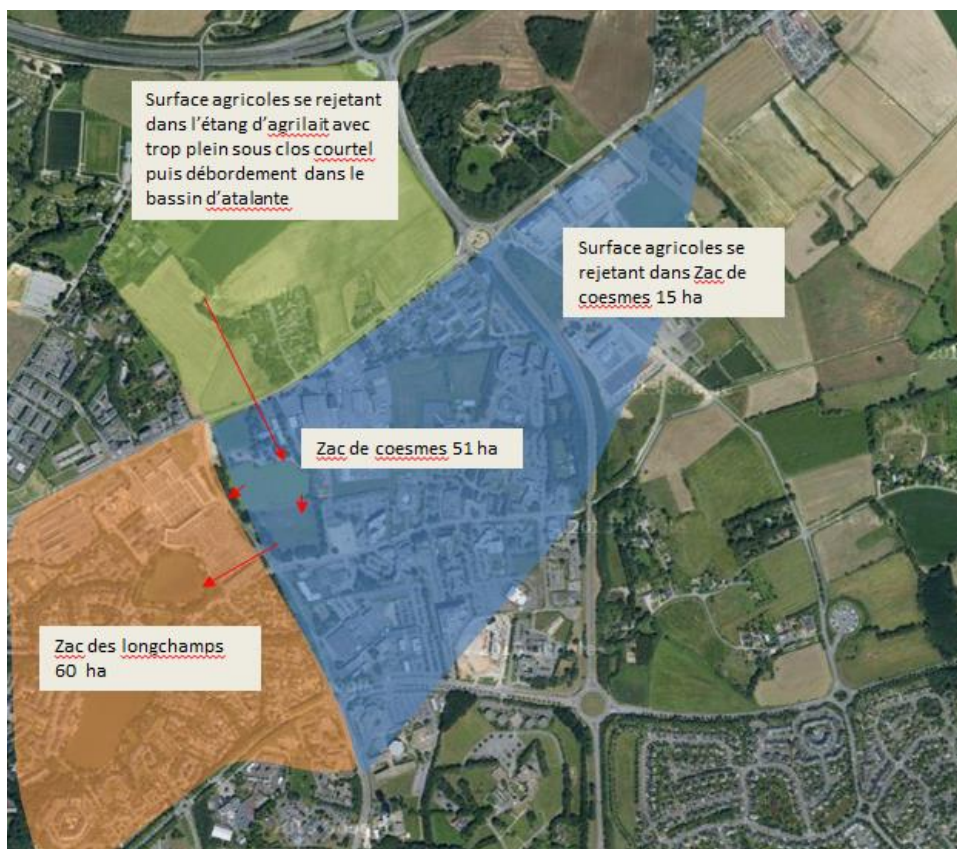 Surface agricoles se rejetant
dans l'étang d'agrilait avec
trop plein sous clos courtel
puis débordement dans le
bassin d'atalante
Surface agricoles se
rejetant dans Zac de
coesmes 15 ha
Zac de coesmes 51 ha
Zac des longchamps
60 ha